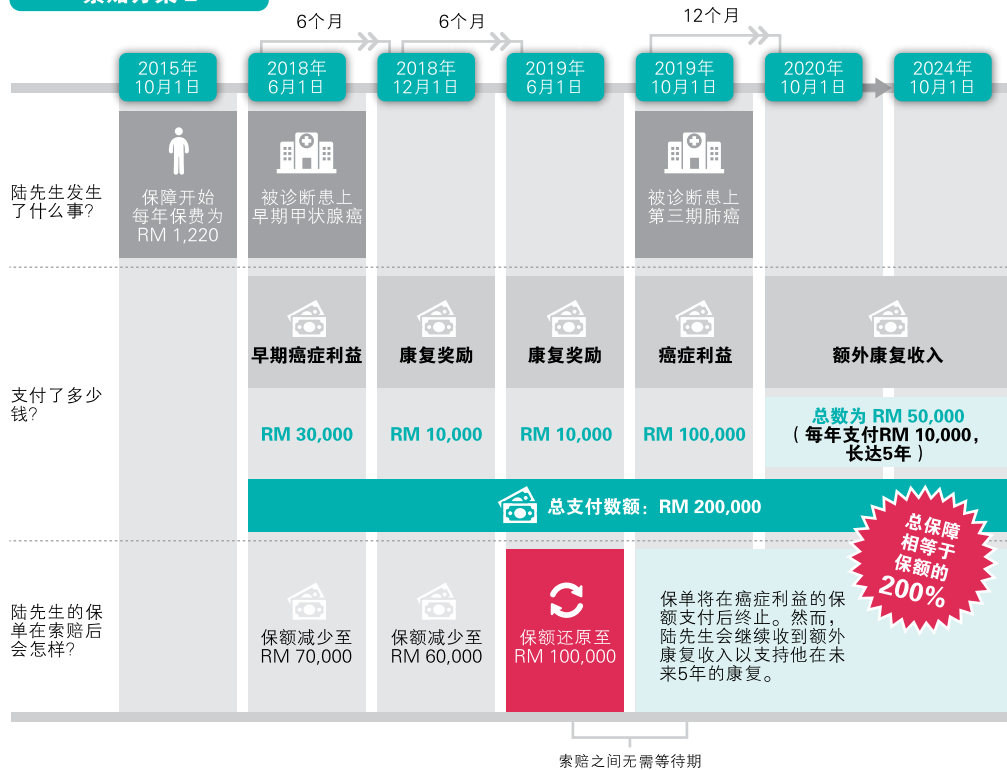 6个月
6个月
12个月
2015年
10月1日
2018年
6月1日
2018年
12月1日
2019年
6月1日
2019年
10月1日
2020年
10月1日
2024年
10月1日
陆先生发生
了什么事?
保障开始
每年保费为
RM 1,220
被诊断患上
早期甲状腺癌
被诊断患上
第三期肺癌
支付了多少
钱?
早期癌症利益
康复奖励
康复奖励
癌症利益
额外康复收入
RM 30,000
RM 10,000
RM 10,000
RM 100,000
总数为 RM 50,000
（每年支付RM 10,000，
长达5年）
总支付数额：RM 200,000
总保障
相等于
保额的
200%
陆先生的保
单在索赔后
会怎样?
保额减少至
RM 70,000
保额减少至
RM 60,000
保额还原至
RM 100,000
保单将在癌症利益的保
额支付后终止。然而，
陆先生会继续收到额外
康复收入以支持他在未
来5年的康复。
索赔之间无需等待期